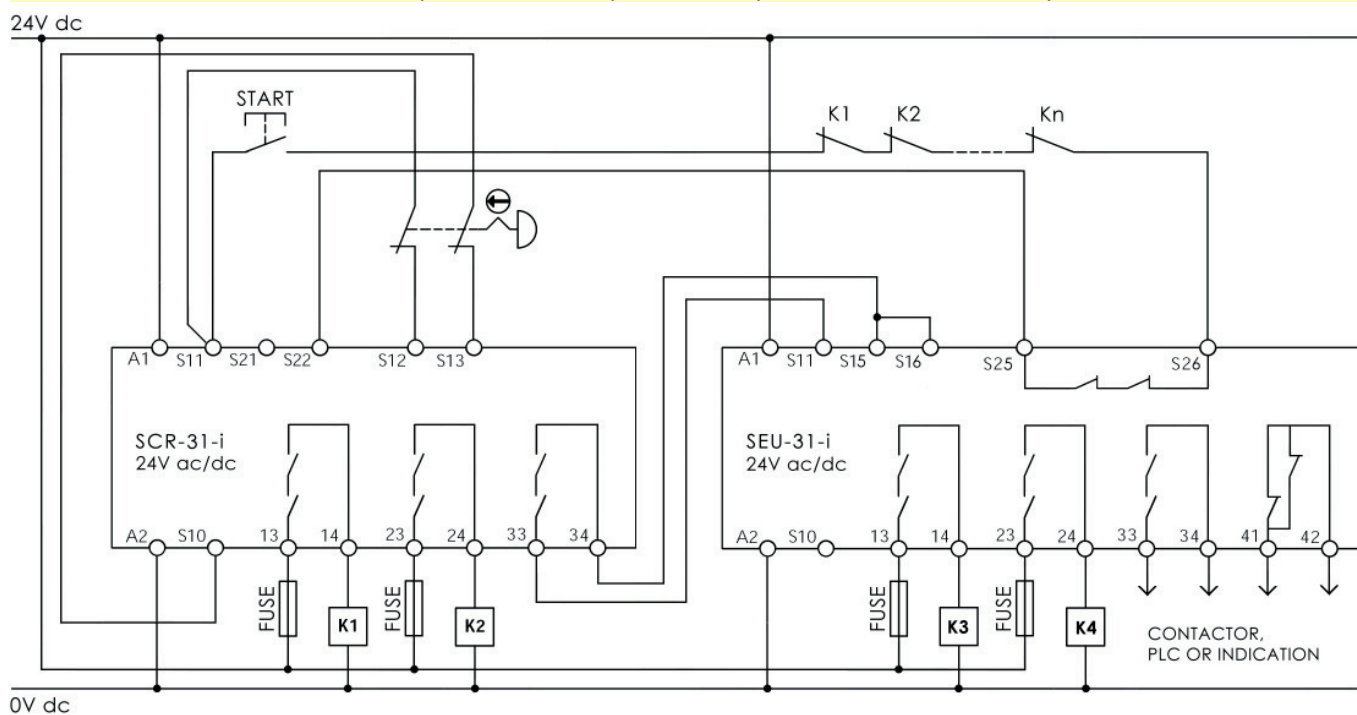 24V dc
START
K1 K2 Kn
A1 S11 S21 S22 S12 S13
A1 S11 S15 S16 S25 S26
SCR-31-i
24V ac/dc
SEU-31-i
24V ac/dc
A2 S10 13 14 23 24 33 34
A2 S10 13 14 23 24 33 34 41 42
FUSE K1 FUSE K2
FUSE K3 FUSE K4
CONTACTOR,
PLC OR INDICATION
0V dc